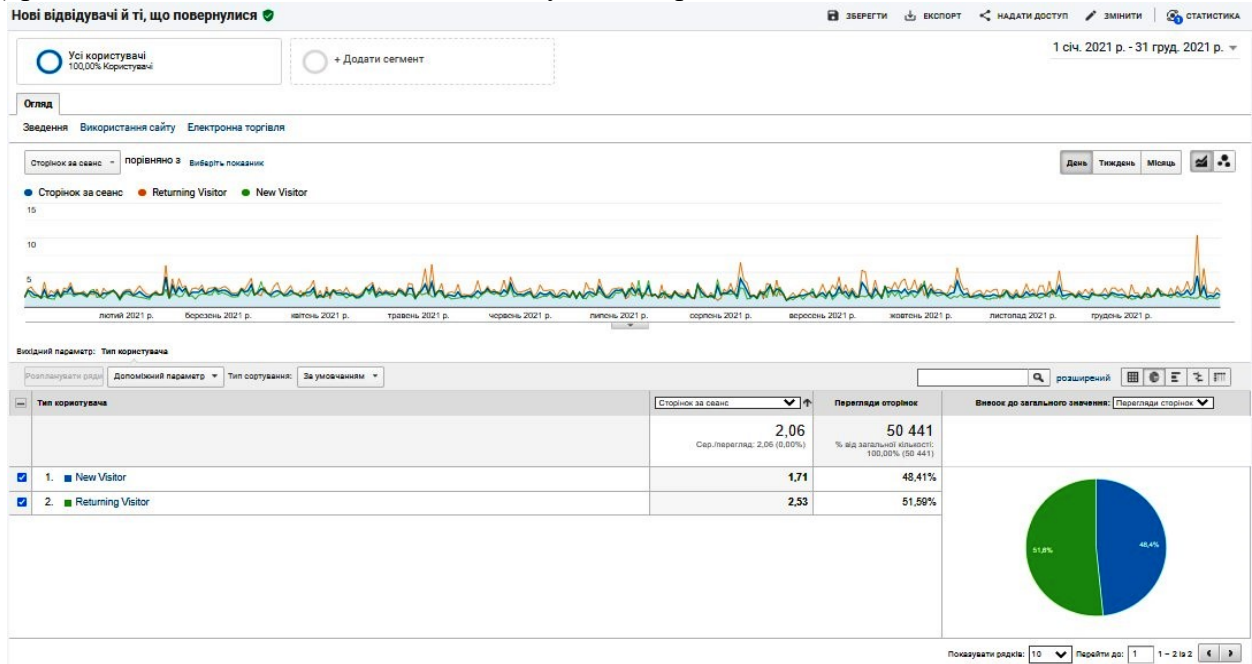 Нові відвідувачі й ті, що повернулися
ЗБЕРЕГТИ ЕКСПОРТ НАДАТИ ДОСТУП ЗМІНИТИ СТАТИСТИКА
Усі користувачі
100,00% Користувачі
+ Додати сегмент
1 січ. 2021 р. - 31 груд. 2021 р.
Огляд
Зведення Використання сайту Електронна торгівля
Сторінок за сеанс порівняно з Виберіть показник
День Тиждень Місяць
Сторінок за сеанс Returning Visitor New Visitor
15
10
5
лютий 2021 р. березень 2021 р. квітень 2021 р. травень 2021 р. червень 2021 р. липень 2021 р. серпень 2021 р. вересень 2021 р. жовтень 2021 р. листопад 2021 р. грудень 2021 р.
Вихідний параметр: Тип користувача
Розпланувати ряди Допоміжний параметр Тип сортування: За умовчанням
розширений
Тип користувача Сторінок за сеанс Перегляди сторінок Внесок до загального значення: Перегляди сторінок
2,06 50 441
Сер./перегляд: 2,06 (0,00%) % від загальної кількості:
100,00% (50 441)
1. New Visitor 1,71 48,41%
2. Returning Visitor 2,53 51,59%
51,6% 48,4%
Показувати рядків: 10 Перейти до: 1 1 – 2 із 2